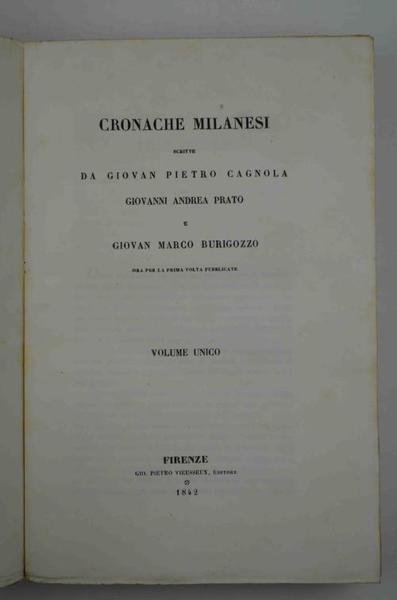 CRONACHE MILANESI
SCRITTE
DA GIOVAN PIETRO CAGNOLA
GIOVANNI ANDREA PRATO
E
GIOVAN MARCO BURIGOZZO
ORA PER LA PRIMA VOLTA PUBBLICATE
VOLUME UNICO
FIRENZE
GIO. PIETRO VIEUSSEUX, EDITORE
1842